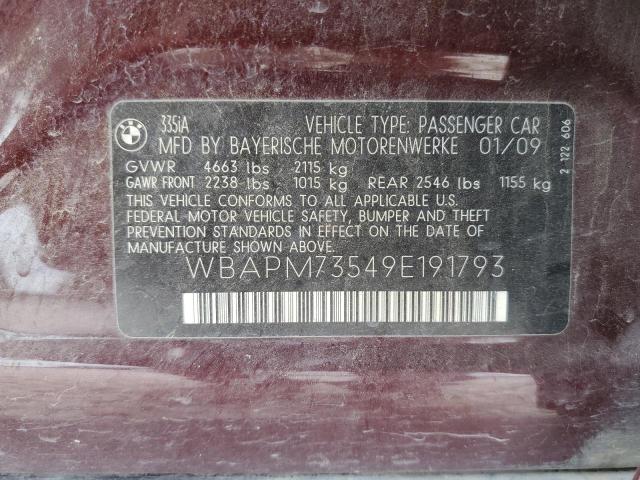 BMW
335iA VEHICLE TYPE: PASSENGER CAR
MFD BY BAYERISCHE MOTORENWERKE 01/09
GVWR 4663 lbs 2115 kg
GAWR FRONT 2238 lbs 1015 kg REAR 2546 lbs 1155 kg
THIS VEHICLE CONFORMS TO ALL APPLICABLE U.S.
FEDERAL MOTOR VEHICLE SAFETY, BUMPER AND THEFT
PREVENTION STANDARDS IN EFFECT ON THE DATE OF
MANUFACTURE SHOWN ABOVE.
WBAPM73549E191793
2 122 606